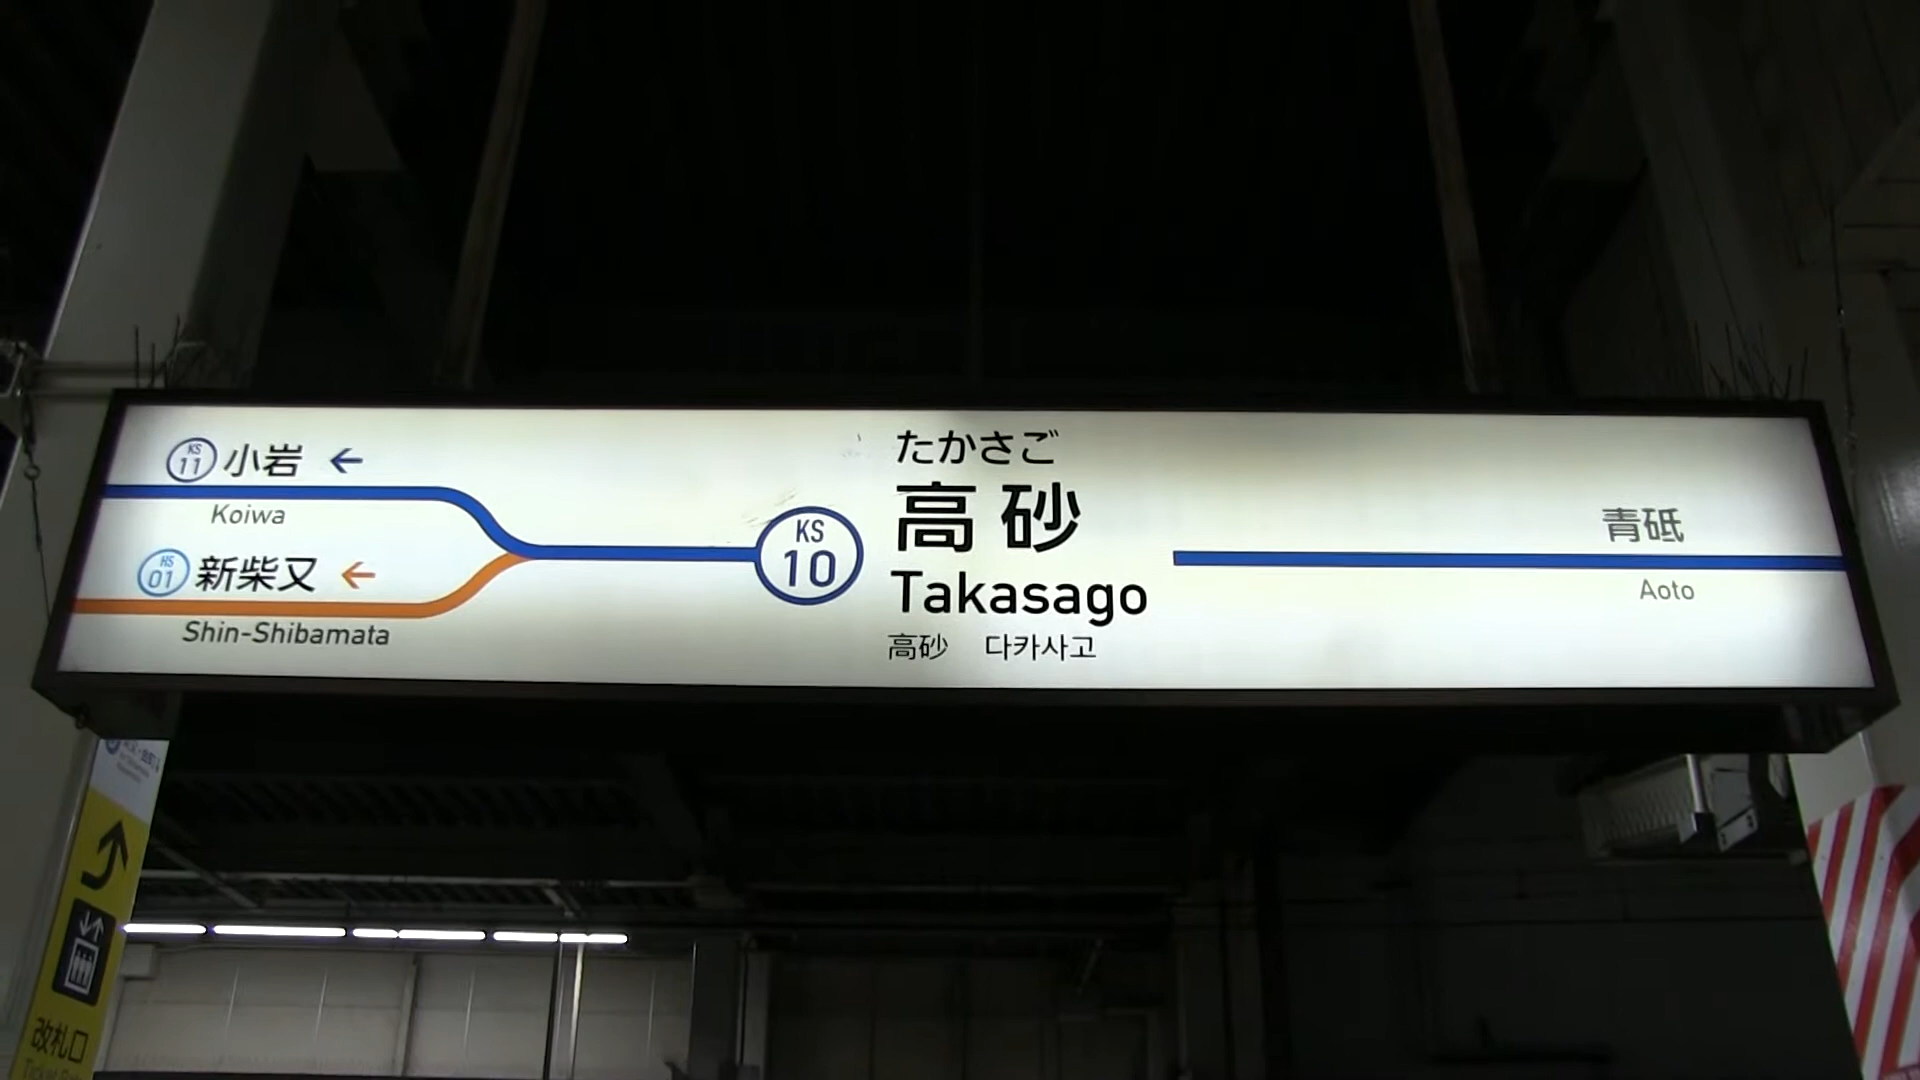 KS
11
小岩 ←
Koiwa
HS
01
新柴又 ←
Shin-Shibamata
KS
10
たかさご
高砂
Takasago
高砂 다카사고
青砥
Aoto
改札口